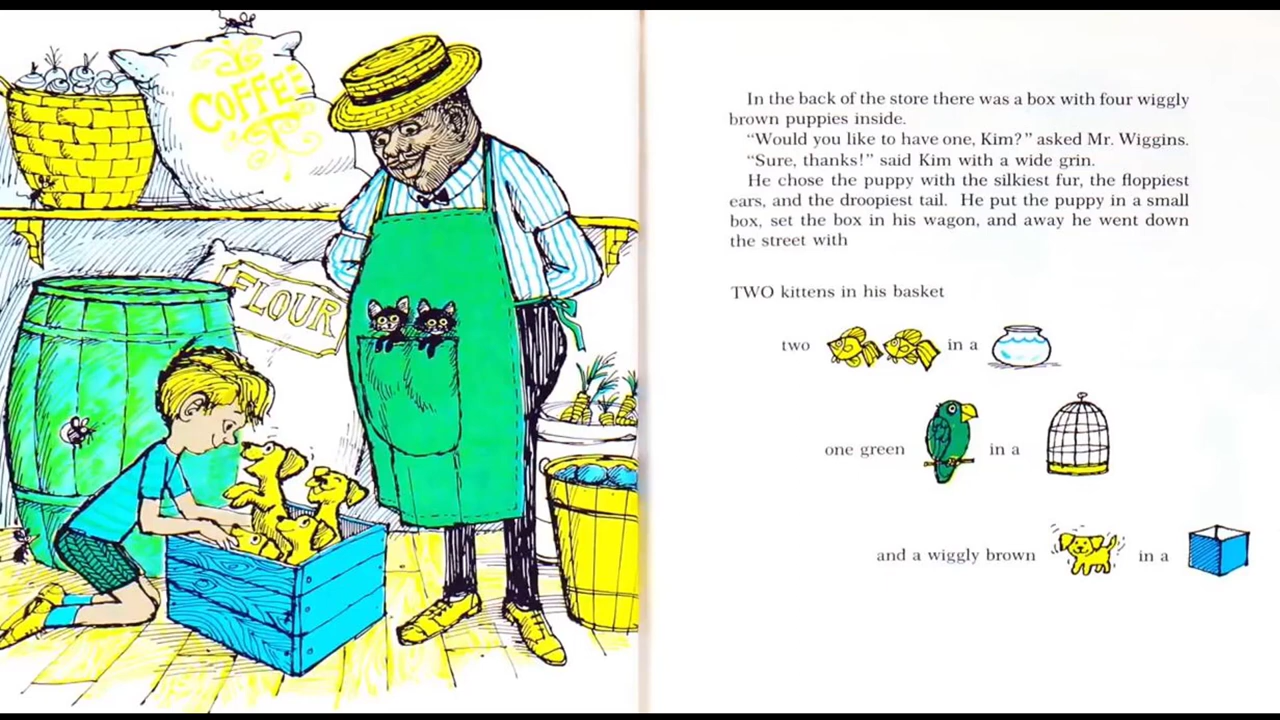 COFFEE
FLOUR
In the back of the store there was a box with four wiggly
brown puppies inside.
“Would you like to have one, Kim?” asked Mr. Wiggins.
“Sure, thanks!” said Kim with a wide grin.
He chose the puppy with the silkiest fur, the floppiest
ears, and the droopiest tail. He put the puppy in a small
box, set the box in his wagon, and away he went down
the street with
TWO kittens in his basket
two in a
one green in a
and a wiggly brown in a